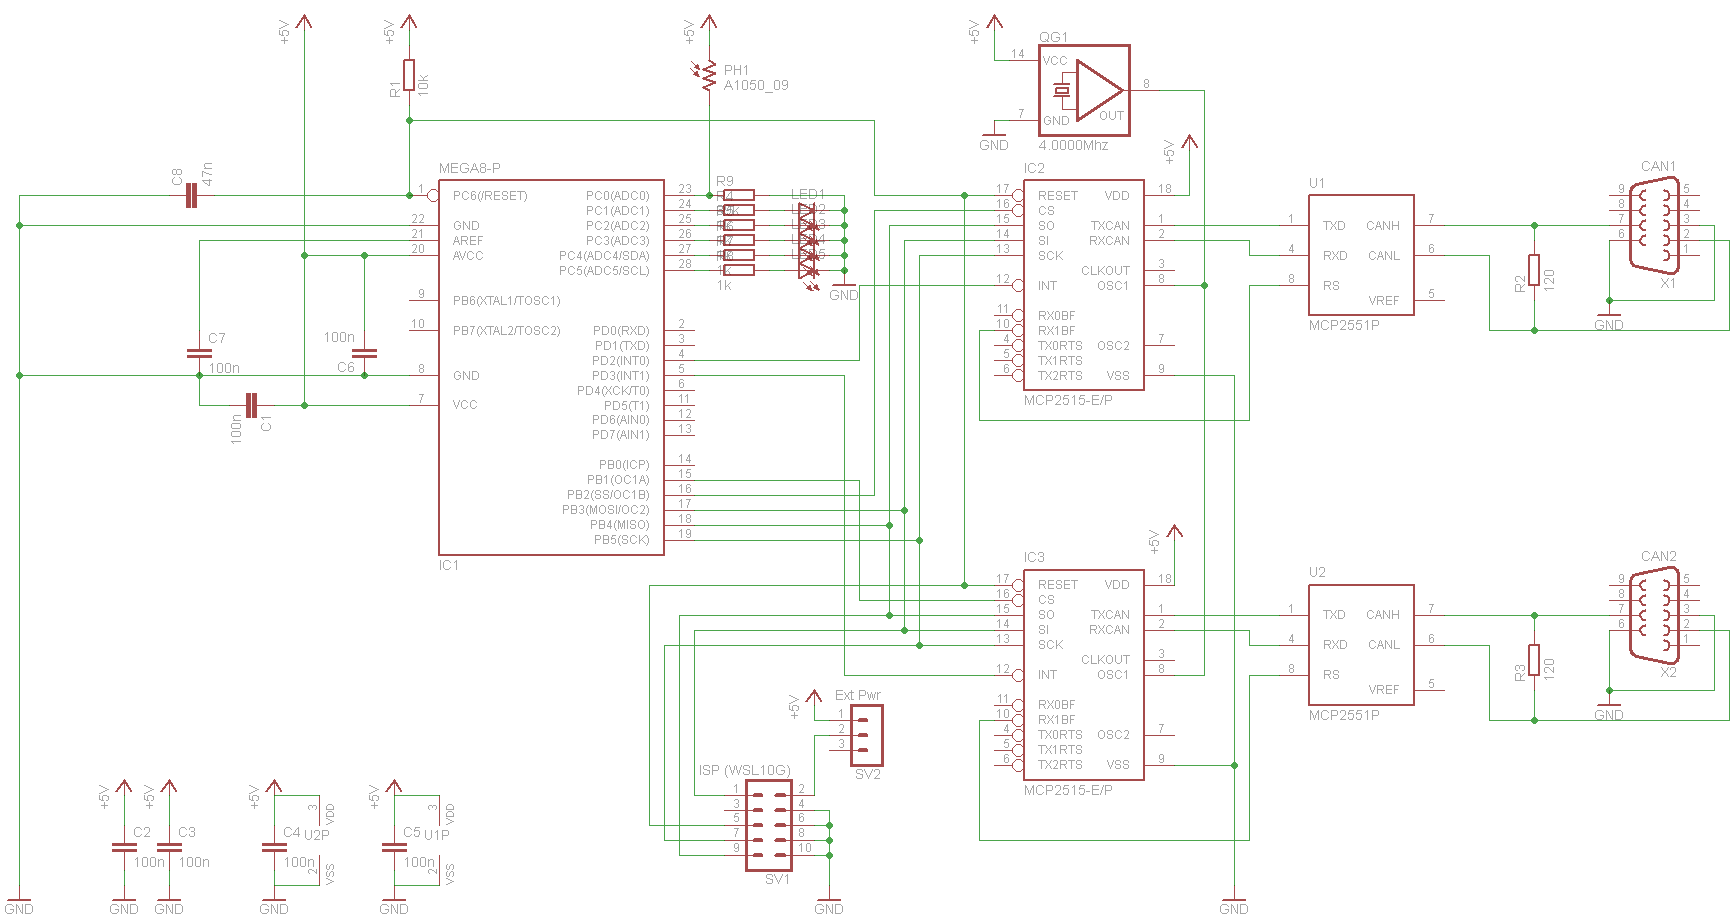 +5V
+5V
+5V
+5V
R1
10k
PH1
A1050_09
QG1
14
VCC
7
GND
OUT
8
GND
4.0000Mhz
C8
47n
MEGA8-P
1
PC6(/RESET)
22
GND
21
AREF
20
AVCC
9
PB6(XTAL1/TOSC1)
10
PB7(XTAL2/TOSC2)
8
GND
7
VCC
PC0(ADC0)
23
PC1(ADC1)
24
PC2(ADC2)
25
PC3(ADC3)
26
PC4(ADC4/SDA)
27
PC5(ADC5/SCL)
28
PD0(RXD)
2
PD1(TXD)
3
PD2(INT0)
4
PD3(INT1)
5
PD4(XCK/T0)
6
PD5(T1)
11
PD6(AIN0)
12
PD7(AIN1)
13
PB0(ICP)
14
PB1(OC1A)
15
PB2(SS/OC1B)
16
PB3(MOSI/OC2)
17
PB4(MISO)
18
PB5(SCK)
19
IC1
R9
1k
LED1
GND
C7
100n
100n
C6
100n
C1
IC2
+5V
17
RESET
16
CS
15
SO
14
SI
13
SCK
12
INT
11
RX0BF
10
RX1BF
4
TX0RTS
5
TX1RTS
6
TX2RTS
VDD
18
TXCAN
1
RXCAN
2
CLKOUT
3
OSC1
8
OSC2
7
VSS
9
MCP2515-E/P
U1
1
TXD
4
RXD
8
RS
CANH
7
CANL
6
VREF
5
MCP2551P
R2
120
CAN1
9
8
7
6
5
4
3
2
1
X1
GND
IC3
+5V
17
RESET
16
CS
15
SO
14
SI
13
SCK
12
INT
11
RX0BF
10
RX1BF
4
TX0RTS
5
TX1RTS
6
TX2RTS
VDD
18
TXCAN
1
RXCAN
2
CLKOUT
3
OSC1
8
OSC2
7
VSS
9
MCP2515-E/P
U2
1
TXD
4
RXD
8
RS
CANH
7
CANL
6
VREF
5
MCP2551P
R3
120
CAN2
9
8
7
6
5
4
3
2
1
X2
GND
+5V
Ext Pwr
1
2
3
SV2
ISP (WSL10G)
1
2
3
4
5
6
7
8
9
10
SV1
GND
GND
+5V
C2
100n
GND
+5V
C3
100n
GND
+5V
C4
100n
3
VDD
U2P
2
VSS
GND
+5V
C5
100n
3
VDD
U1P
2
VSS
GND
GND